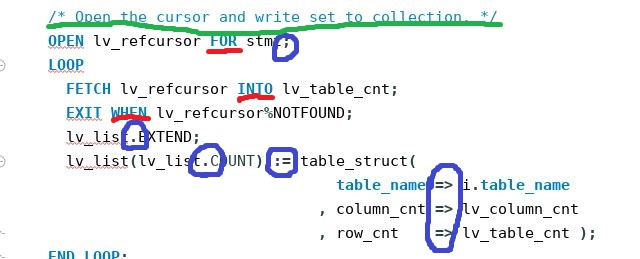 /* Open the cursor and write set to collection. */
OPEN lv_refcursor FOR stmt;
LOOP
FETCH lv_refcursor INTO lv_table_cnt;
EXIT WHEN lv_refcursor%NOTFOUND;
lv_list.EXTEND;
lv_list(lv_list.COUNT) := table_struct(
table_name => i.table_name
, column_cnt => lv_column_cnt
, row_cnt => lv_table_cnt );
END LOOP;